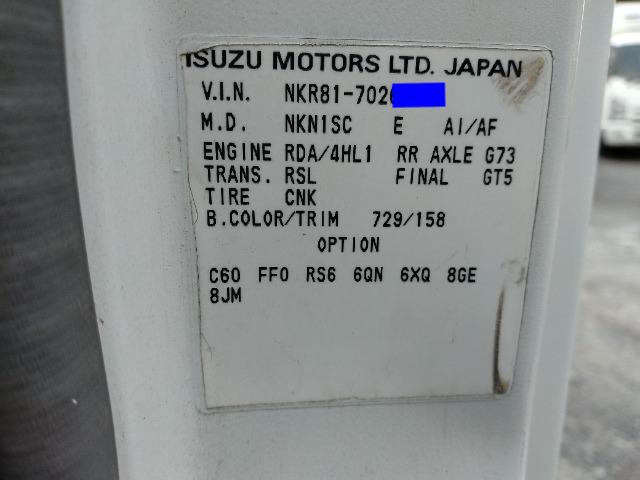 ISUZU MOTORS LTD. JAPAN
V.I.N. NKR81-702
M.D. NKN1SC E AI/AF
ENGINE RDA/4HL1 RR AXLE G73
TRANS. RSL FINAL GT5
TIRE CNK
B.COLOR/TRIM 729/158
OPTION
C60 FF0 RS6 6QN 6XQ 8GE
8JM